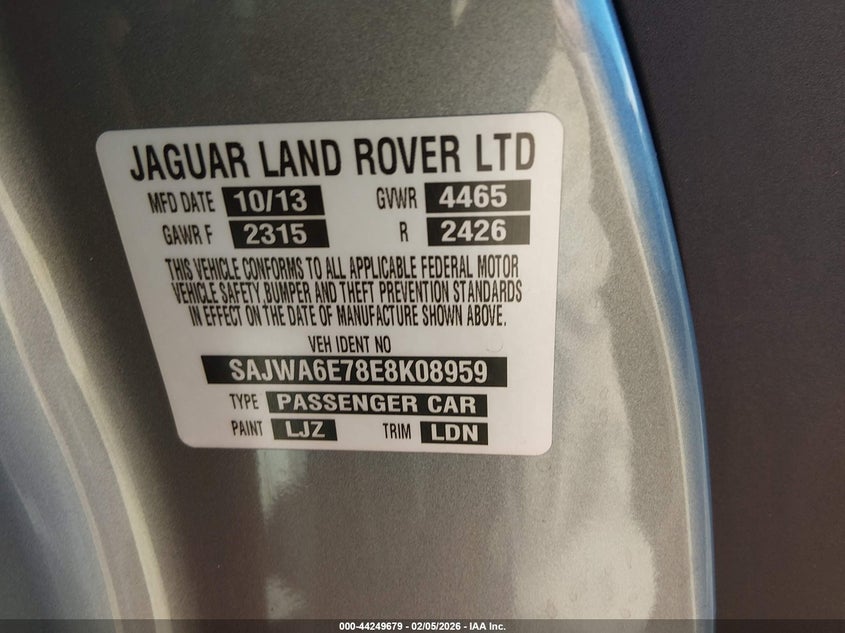 JAGUAR LAND ROVER LTD
MFD DATE 10/13 GVWR 4465
GAWR F 2315 R 2426
THIS VEHICLE CONFORMS TO ALL APPLICABLE FEDERAL MOTOR
VEHICLE SAFETY, BUMPER AND THEFT PREVENTION STANDARDS
IN EFFECT ON THE DATE OF MANUFACTURE SHOWN ABOVE.
VEH IDENT NO
SAJWA6E78E8K08959
TYPE PASSENGER CAR
PAINT LJZ TRIM LDN
000-44249679 - 02/05/2026 - IAA Inc.